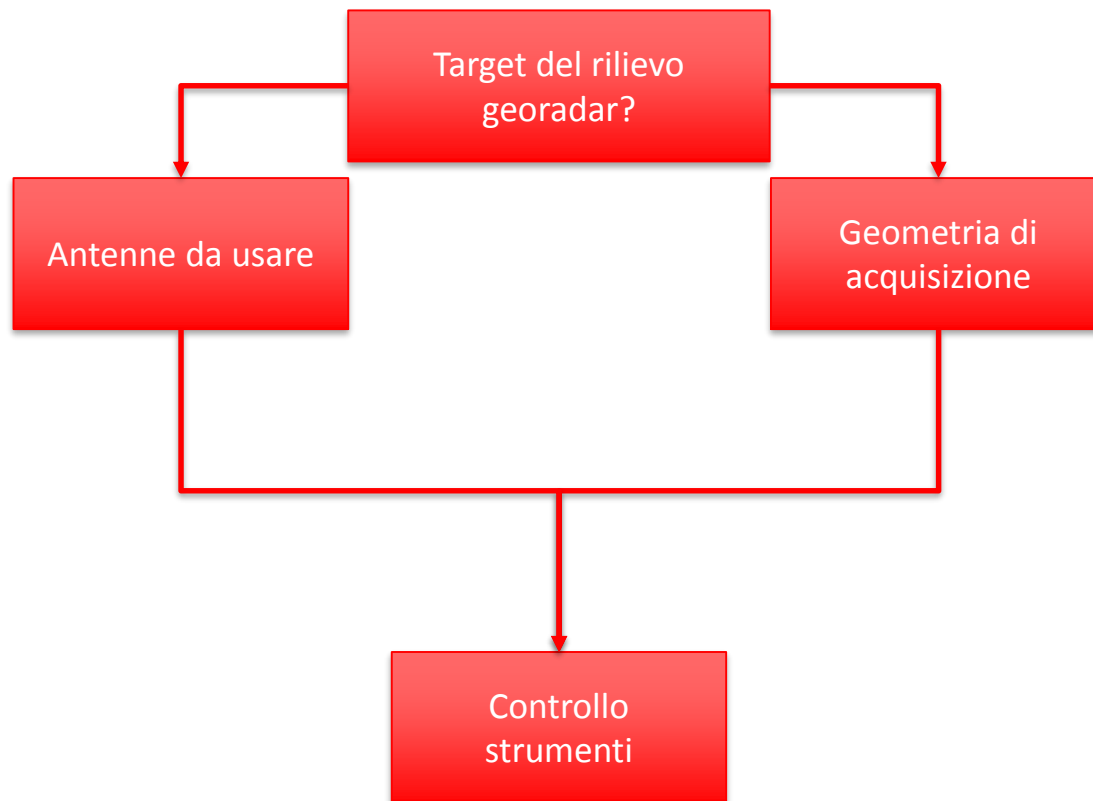 Target del rilievo
georadar?
Antenne da usare
Geometria di
acquisizione
Controllo
strumenti